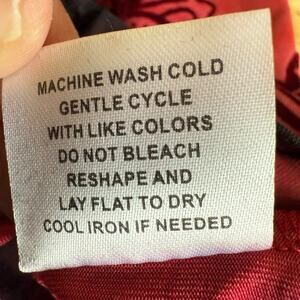 MACHINE WASH COLD
GENTLE CYCLE
WITH LIKE COLORS
DO NOT BLEACH
RESHAPE AND
LAY FLAT TO DRY
COOL IRON IF NEEDED